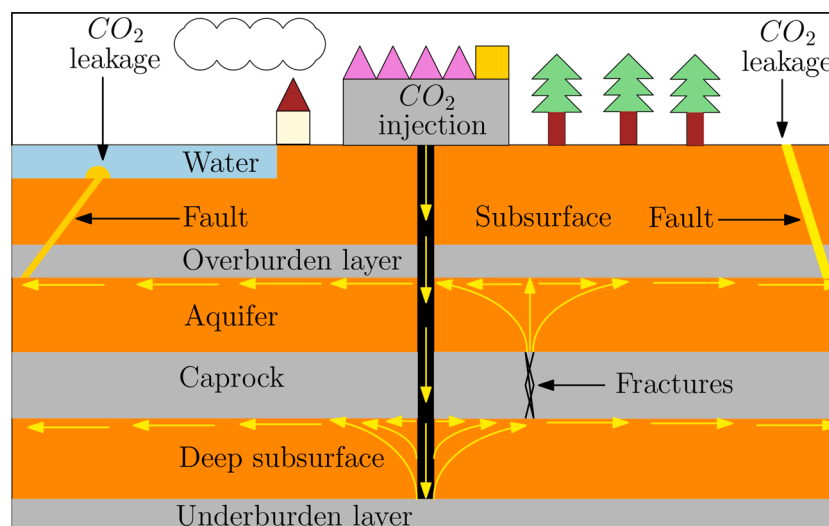 CO₂
leakage
CO₂
injection
CO₂
leakage
Water
Fault
Subsurface
Fault
Overburden layer
Aquifer
Caprock
Fractures
Deep subsurface
Underburden layer